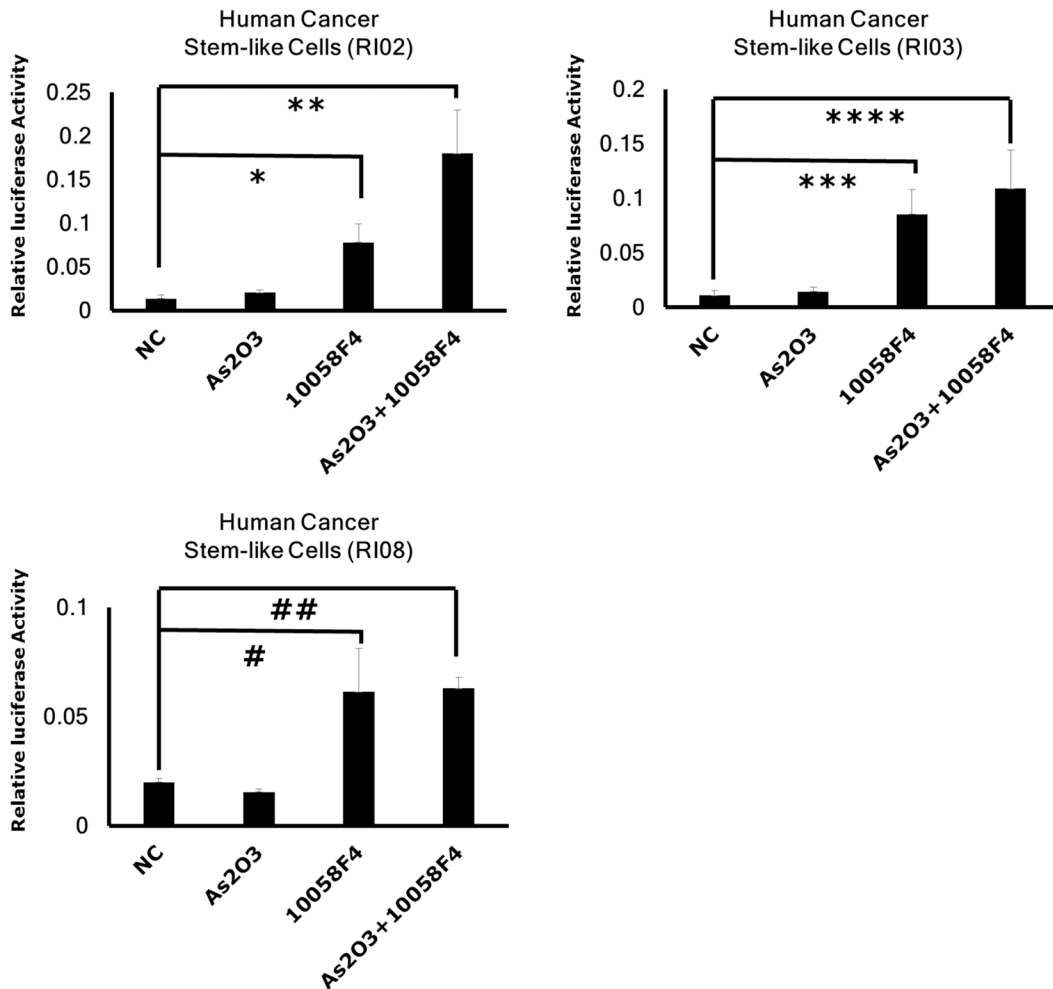 Human Cancer
Stem-like Cells (RI02)
Relative luciferase Activity
0.25
0.2
0.15
0.1
0.05
0
**
*
NC
As2O3
10058F4
As2O3+10058F4
Human Cancer
Stem-like Cells (RI03)
Relative luciferase Activity
0.2
0.15
0.1
0.05
0
****
***
NC
As2O3
10058F4
As2O3+10058F4
Human Cancer
Stem-like Cells (RI08)
Relative luciferase Activity
0.1
0.05
0
##
#
NC
As2O3
10058F4
As2O3+10058F4